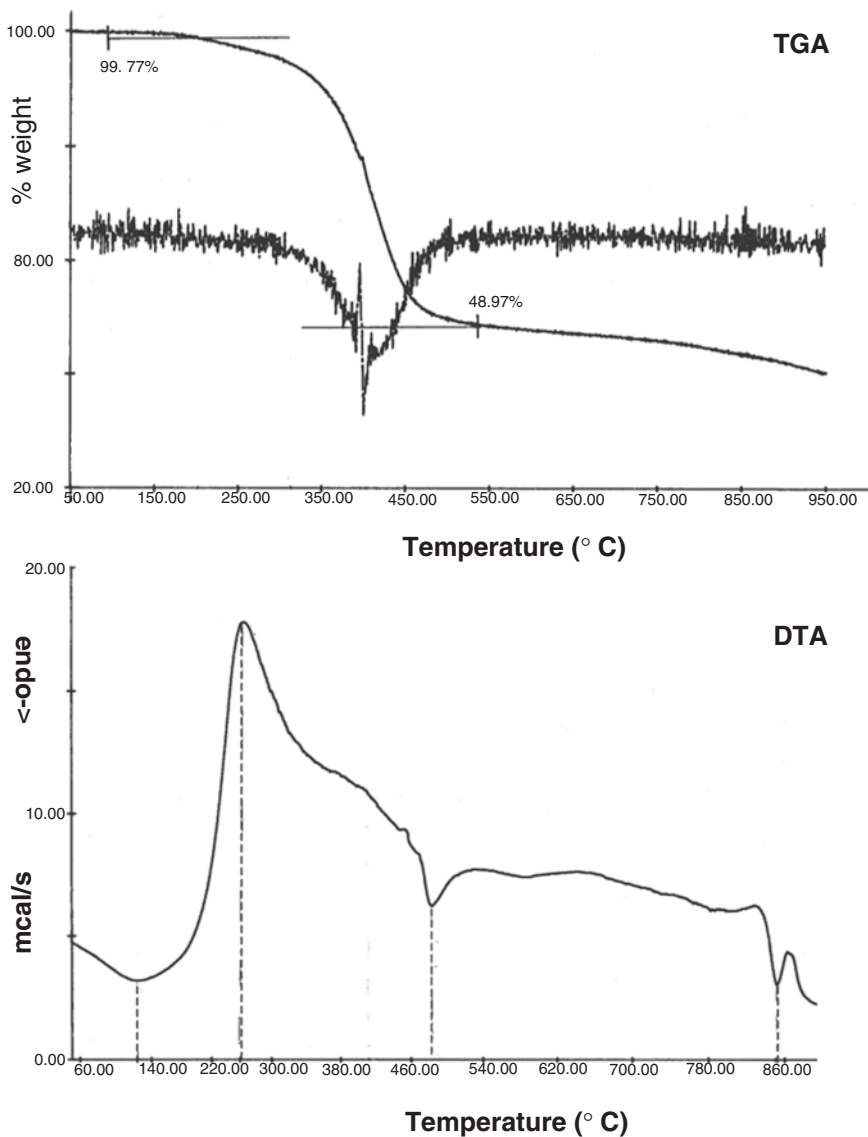 100.00
TGA
99. 77%
% weight
80.00
48.97%
20.00
50.00 150.00 250.00 350.00 450.00 550.00 650.00 750.00 850.00 950.00
Temperature (° C)
20.00
DTA
endo->
10.00
mcal/s
0.00
60.00 140.00 220.00 300.00 380.00 460.00 540.00 620.00 700.00 780.00 860.00
Temperature (° C)